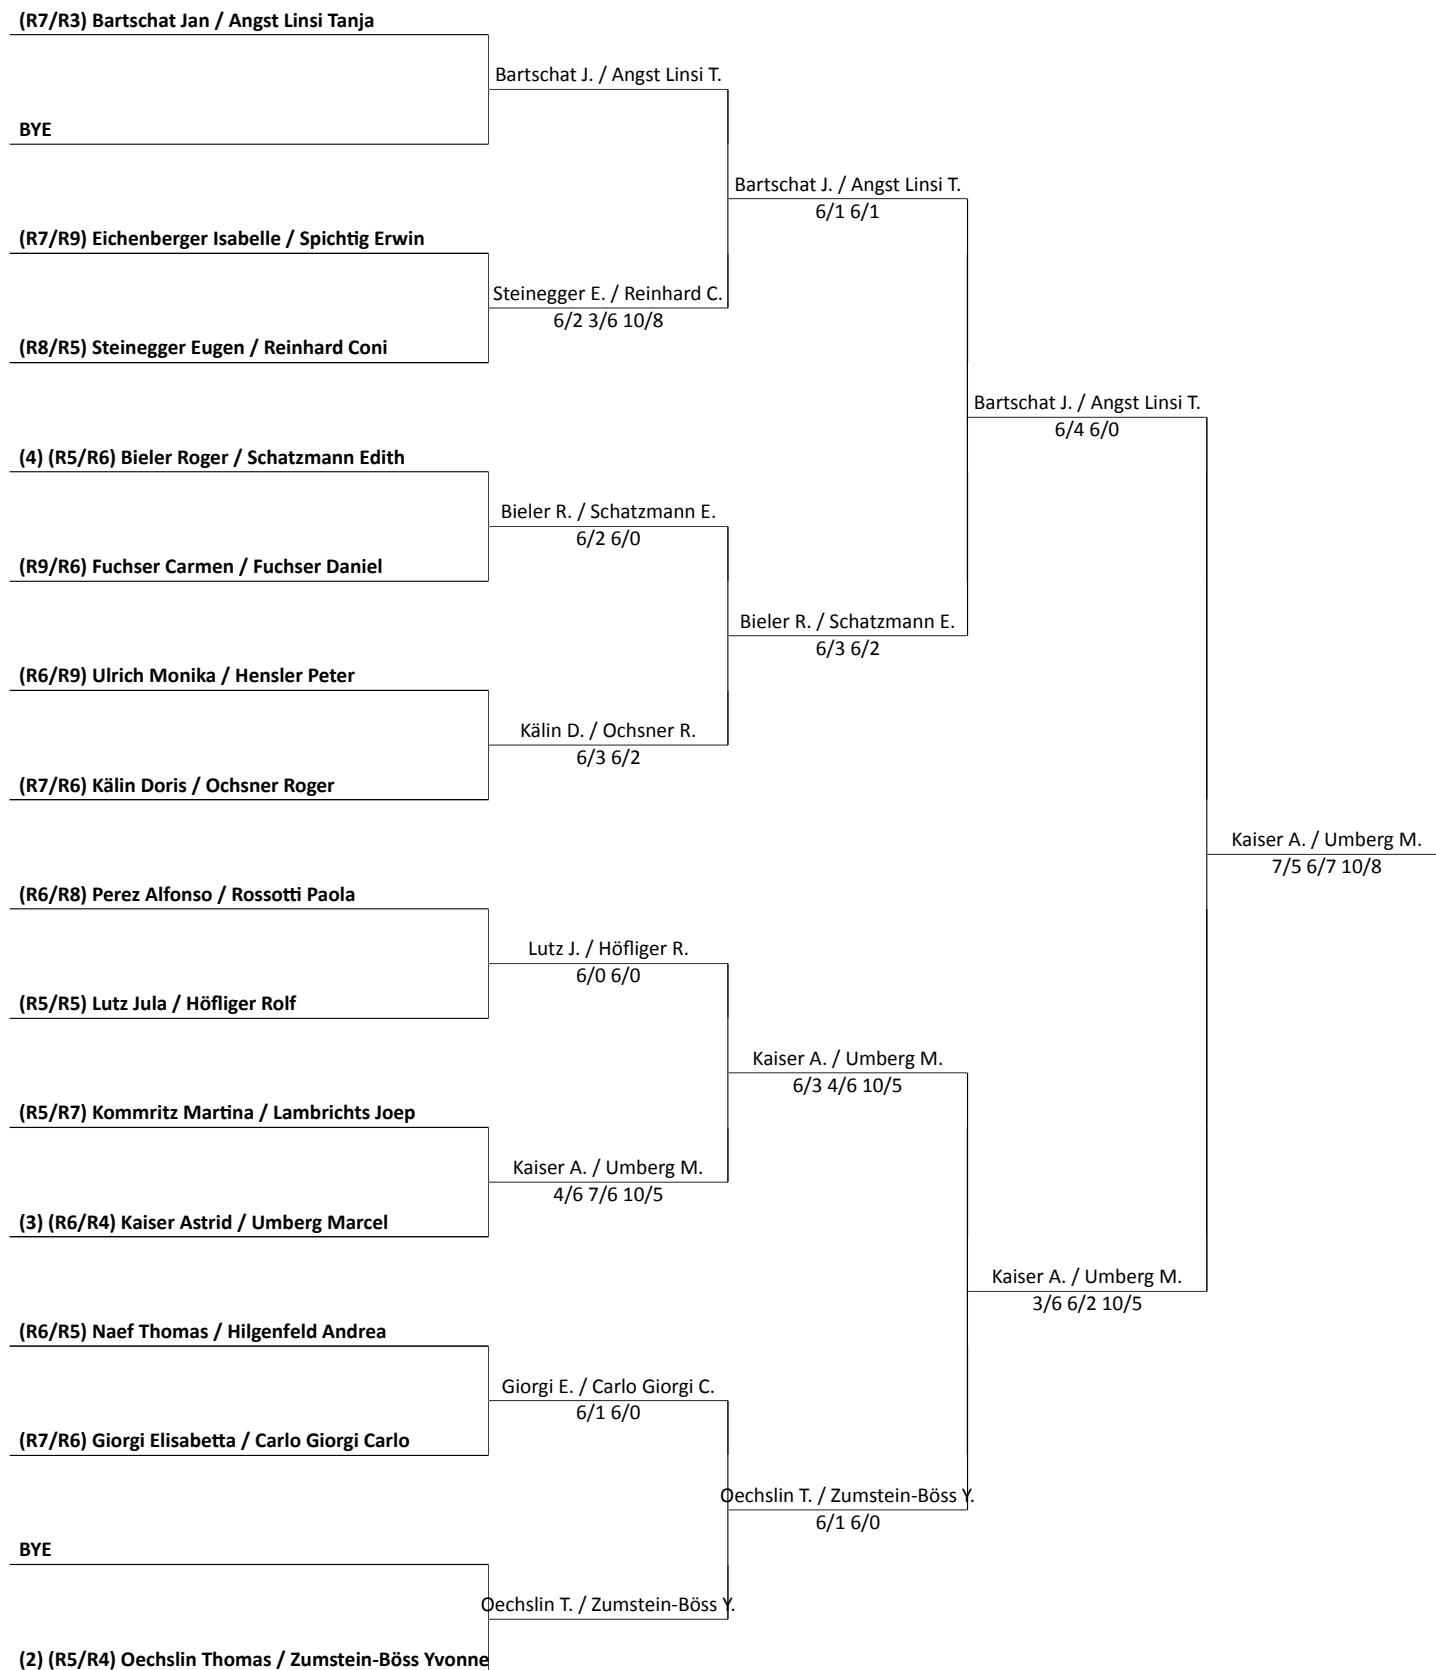 (R7/R3) Bartschat Jan / Angst Linsi Tanja
Bartschat J. / Angst Linsi T.
BYE
Bartschat J. / Angst Linsi T.
6/1 6/1
(R7/R9) Eichenberger Isabelle / Spichtig Erwin
Steinegger E. / Reinhard C.
6/2 3/6 10/8
(R8/R5) Steinegger Eugen / Reinhard Coni
Bartschat J. / Angst Linsi T.
6/4 6/0
(4) (R5/R6) Bieler Roger / Schatzmann Edith
Bieler R. / Schatzmann E.
6/2 6/0
(R9/R6) Fuchser Carmen / Fuchser Daniel
Bieler R. / Schatzmann E.
6/3 6/2
(R6/R9) Ulrich Monika / Hensler Peter
Kälin D. / Ochsner R.
6/3 6/2
(R7/R6) Kälin Doris / Ochsner Roger
Kaiser A. / Umberg M.
7/5 6/7 10/8
(R6/R8) Perez Alfonso / Rossotti Paola
Lutz J. / Höfliger R.
6/0 6/0
(R5/R5) Lutz Jula / Höfliger Rolf
Kaiser A. / Umberg M.
6/3 4/6 10/5
(R5/R7) Kommritz Martina / Lambrichts Joep
Kaiser A. / Umberg M.
4/6 7/6 10/5
(3) (R6/R4) Kaiser Astrid / Umberg Marcel
Kaiser A. / Umberg M.
3/6 6/2 10/5
(R6/R5) Naef Thomas / Hilgenfeld Andrea
Giorgi E. / Carlo Giorgi C.
6/1 6/0
(R7/R6) Giorgi Elisabetta / Carlo Giorgi Carlo
Oechslin T. / Zumstein-Böss Y.
6/1 6/0
BYE
Oechslin T. / Zumstein-Böss Y.
(2) (R5/R4) Oechslin Thomas / Zumstein-Böss Yvonne